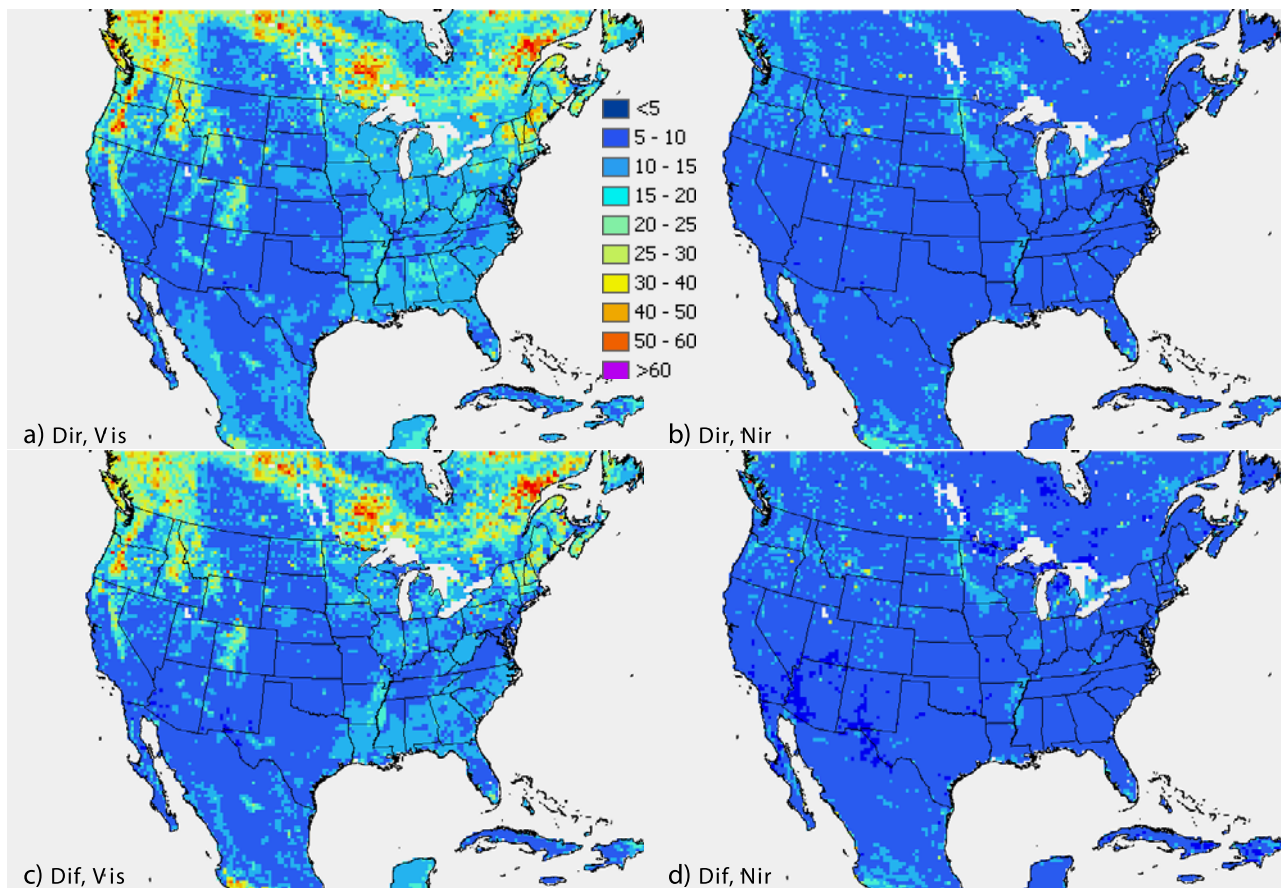 <5
5 - 10
10 - 15
15 - 20
20 - 25
25 - 30
30 - 40
40 - 50
50 - 60
>60
a) Dir, Vis
b) Dir, Nir
c) Dif, Vis
d) Dif, Nir